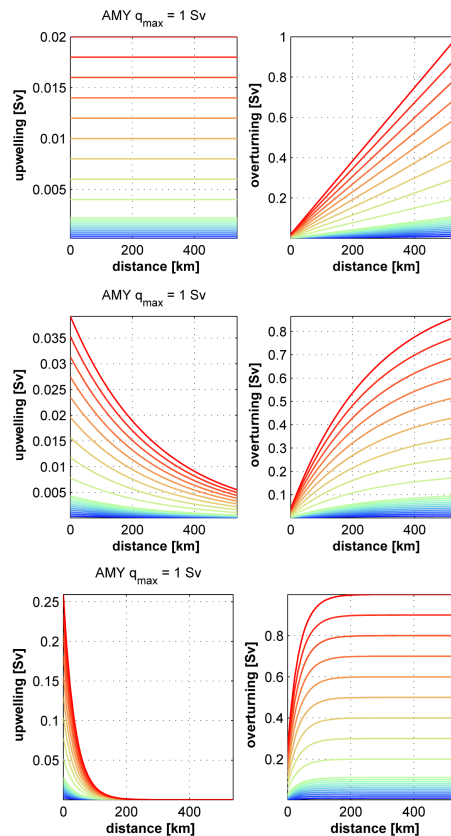 AMY q_max = 1 Sv
upwelling [Sv]
0.02
0.015
0.01
0.005
0 200 400
distance [km]
overturning [Sv]
1
0.8
0.6
0.4
0.2
0 200 400
distance [km]
AMY q_max = 1 Sv
upwelling [Sv]
0.035
0.03
0.025
0.02
0.015
0.01
0.005
0 200 400
distance [km]
overturning [Sv]
0.8
0.7
0.6
0.5
0.4
0.3
0.2
0.1
0 200 400
distance [km]
AMY q_max = 1 Sv
upwelling [Sv]
0.25
0.2
0.15
0.1
0.05
0 200 400
distance [km]
overturning [Sv]
0.8
0.6
0.4
0.2
0 200 400
distance [km]